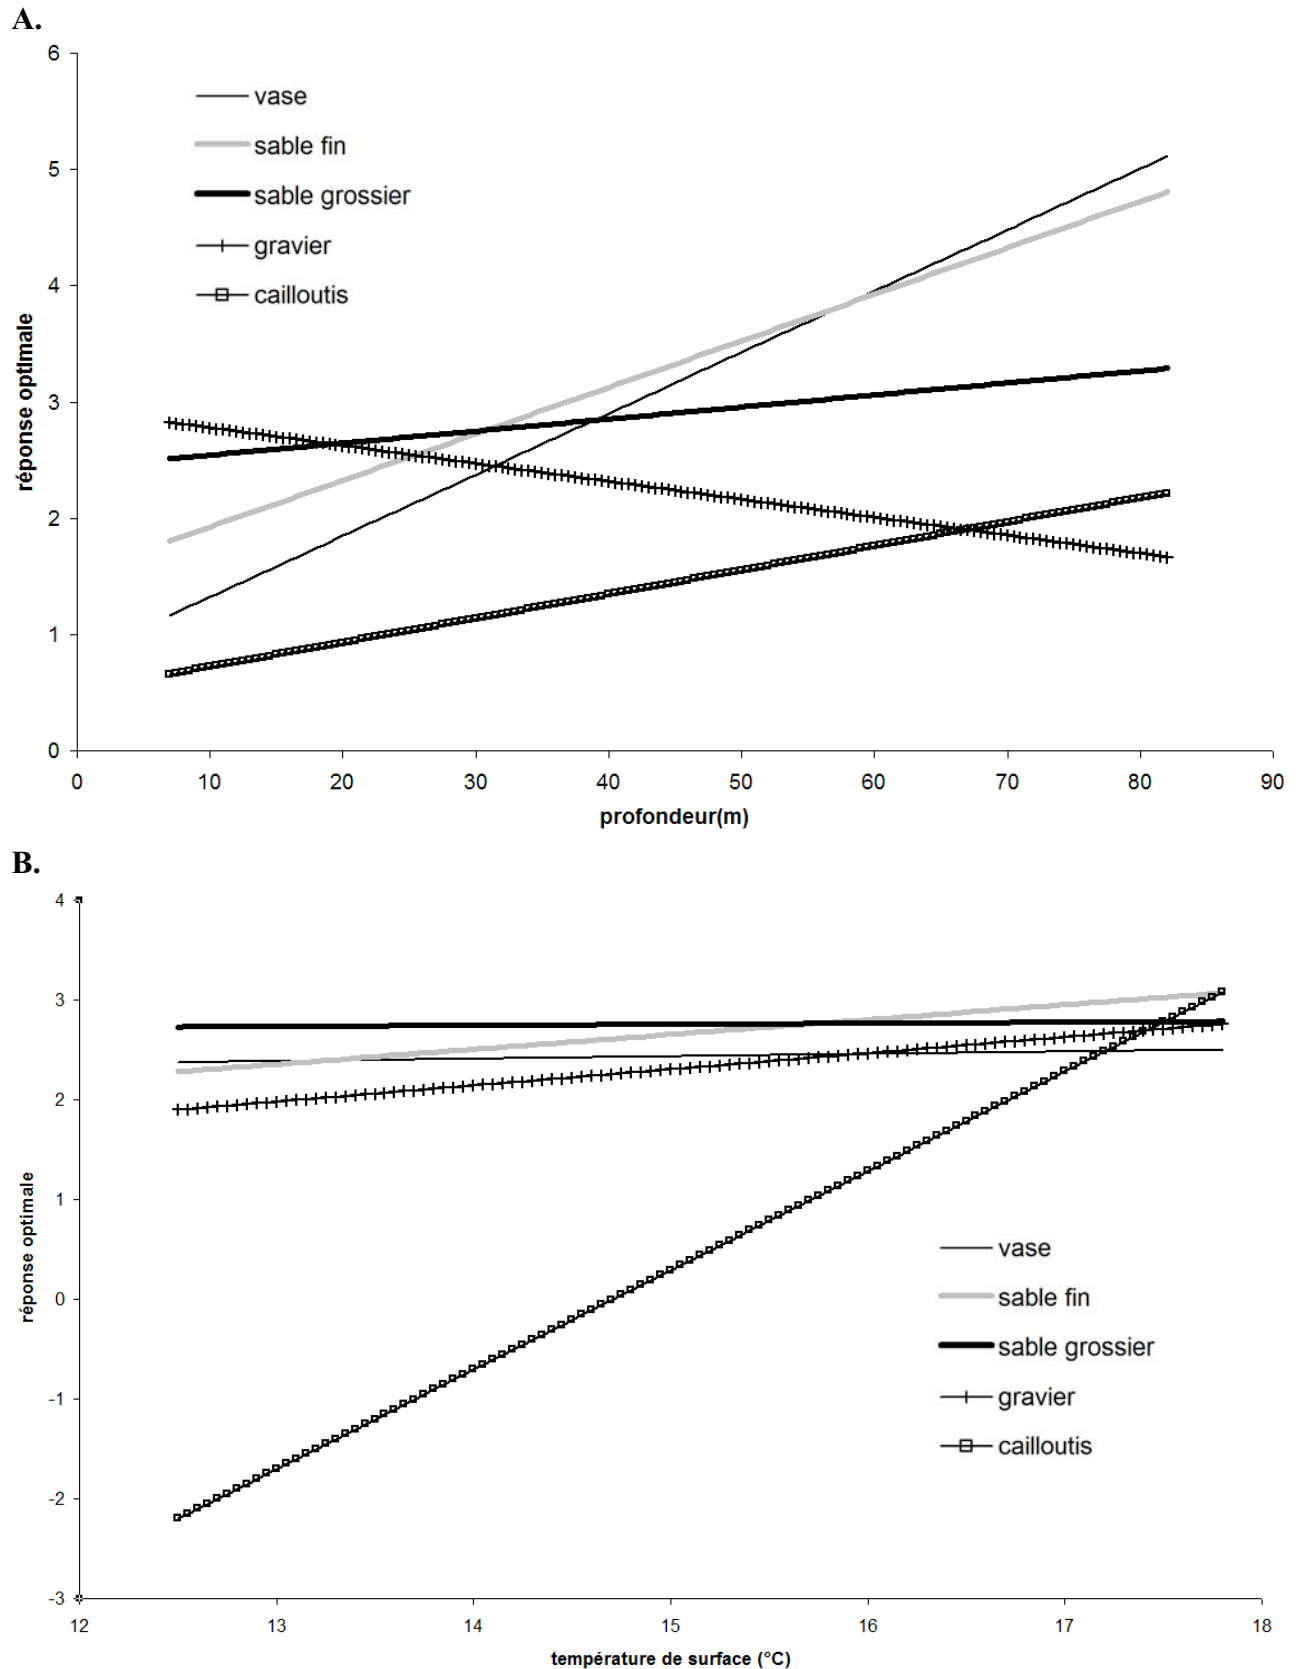 A.
6
5
4
3
2
1
0
vase
sable fin
sable grossier
gravier
cailloutis
réponse optimale
0 10 20 30 40 50 60 70 80 90
profondeur(m)
B.
4
3
2
1
0
-1
-2
-3
réponse optimale
vase
sable fin
sable grossier
gravier
cailloutis
12 13 14 15 16 17 18
température de surface (°C)